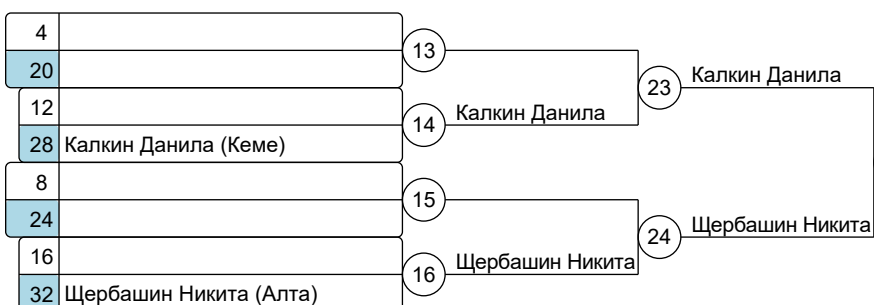 4
13
20
23 Калкин Данила
12
14 Калкин Данила
28 Калкин Данила (Кеме)
8
15
24
24 Щербашин Никита
16
16 Щербашин Никита
32 Щербашин Никита (Алта)